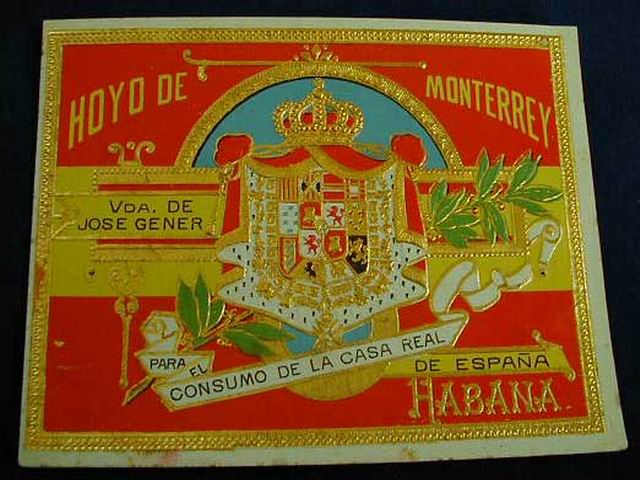 HOYO DE MONTERREY
VDA. DE
JOSE GENER
PARA EL CONSUMO DE LA CASA REAL
DE ESPAÑA
HABANA